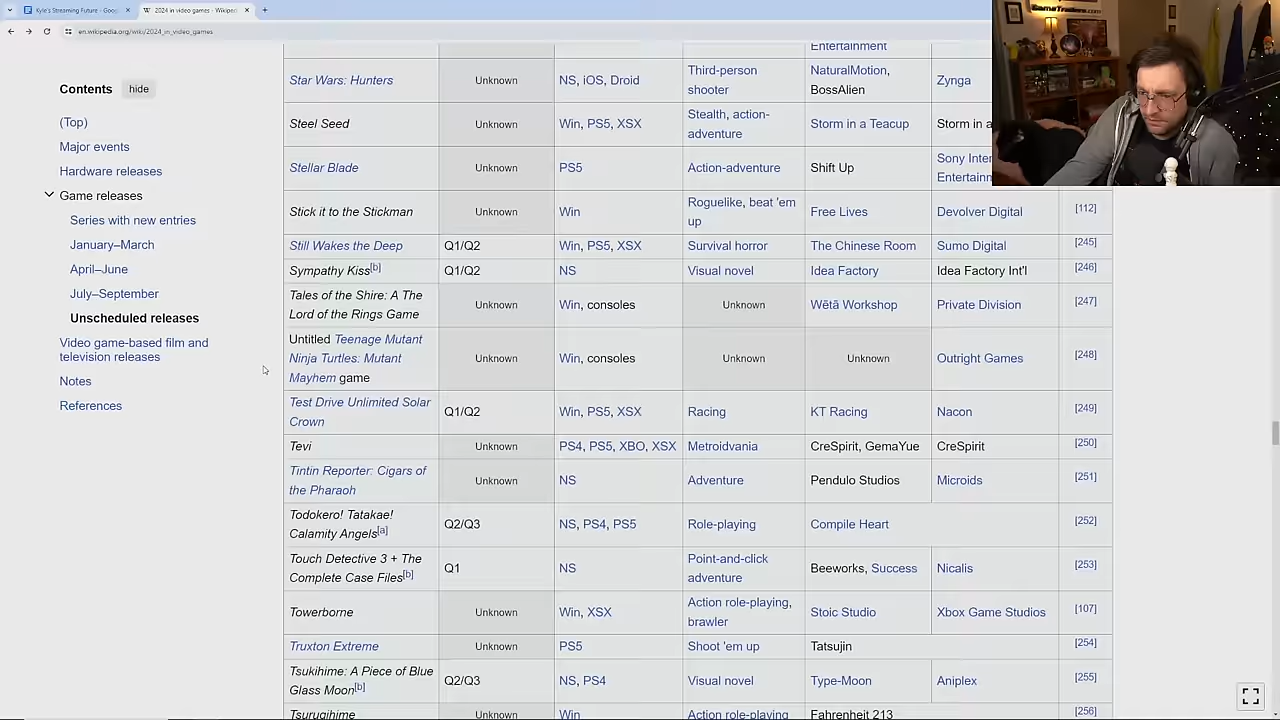 Kyle's Streaming Future - Goog
2024 in video games - Wikiped
en.wikipedia.org/wiki/2024_in_video_games
GameTraders.com
Contents hide
(Top)
Major events
Hardware releases
Game releases
Series with new entries
January–March
April–June
July–September
Unscheduled releases
Video game-based film and
television releases
Notes
References
Entertainment
Star Wars: Hunters Unknown NS, iOS, Droid Third-person
shooter NaturalMotion,
BossAlien Zynga
Steel Seed Unknown Win, PS5, XSX Stealth, action-
adventure Storm in a Teacup Storm in a
Stellar Blade Unknown PS5 Action-adventure Shift Up Sony Inter
Entertainm
Stick it to the Stickman Unknown Win Roguelike, beat 'em
up Free Lives Devolver Digital [112]
Still Wakes the Deep Q1/Q2 Win, PS5, XSX Survival horror The Chinese Room Sumo Digital [245]
Sympathy Kiss[b] Q1/Q2 NS Visual novel Idea Factory Idea Factory Int'l [246]
Tales of the Shire: A The
Lord of the Rings Game Unknown Win, consoles Unknown Wētā Workshop Private Division [247]
Untitled Teenage Mutant
Ninja Turtles: Mutant
Mayhem game Unknown Win, consoles Unknown Unknown Outright Games [248]
Test Drive Unlimited Solar
Crown Q1/Q2 Win, PS5, XSX Racing KT Racing Nacon [249]
Tevi Unknown PS4, PS5, XBO, XSX Metroidvania CreSpirit, GemaYue CreSpirit [250]
Tintin Reporter: Cigars of
the Pharaoh Unknown NS Adventure Pendulo Studios Microids [251]
Todokero! Tatakae!
Calamity Angels[a] Q2/Q3 NS, PS4, PS5 Role-playing Compile Heart [252]
Touch Detective 3 + The
Complete Case Files[b] Q1 NS Point-and-click
adventure Beeworks, Success Nicalis [253]
Towerborne Unknown Win, XSX Action role-playing,
brawler Stoic Studio Xbox Game Studios [107]
Truxton Extreme Unknown PS5 Shoot 'em up Tatsujin [254]
Tsukihime: A Piece of Blue
Glass Moon[b] Q2/Q3 NS, PS4 Visual novel Type-Moon Aniplex [255]
Tsurugihime Unknown Win Action role-playing Fahrenheit 213 [256]